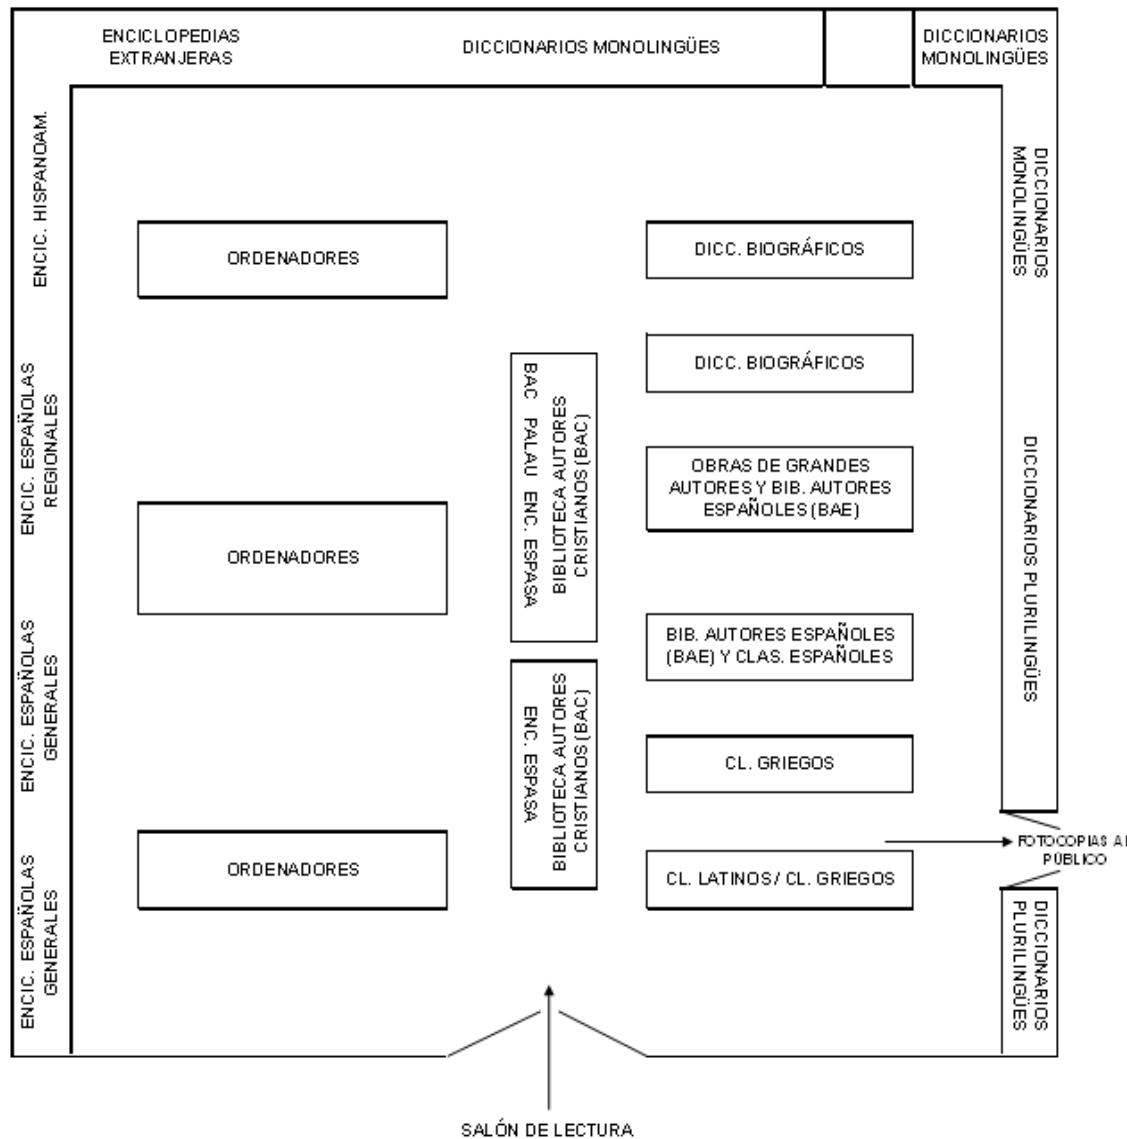 ENCICLOPEDIAS
EXTRANJERAS
DICCIONARIOS MONOLINGÜES
DICCIONARIOS
MONOLINGÜES
ENCIC. HISPANOAM.
ENCIC. ESPAÑOLAS
REGIONALES
ENCIC. ESPAÑOLAS
GENERALES
ENCIC. ESPAÑOLAS
GENERALES
ORDENADORES
ORDENADORES
ORDENADORES
BIBLIOTECA AUTORES
CRISTIANOS (BAC)
BAC PALAU ENC. ESPASA
BIBLIOTECA AUTORES
CRISTIANOS (BAC)
ENC. ESPASA
DICC. BIOGRÁFICOS
DICC. BIOGRÁFICOS
OBRAS DE GRANDES
AUTORES Y BIB. AUTORES
ESPAÑOLES (BAE)
BIB. AUTORES ESPAÑOLES
(BAE) Y CLAS. ESPAÑOLES
CL. GRIEGOS
CL. LATINOS / CL. GRIEGOS
DICCIONARIOS
MONOLINGÜES
DICCIONARIOS PLURILINGÜES
FOTOCOPIAS A
PÚBLICO
DICCIONARIOS
PLURILINGÜES
SALÓN DE LECTURA